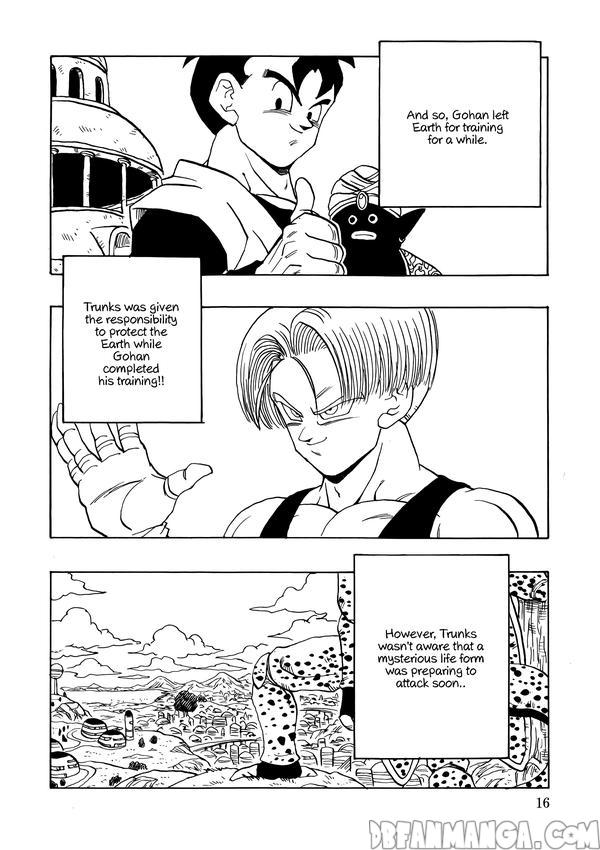 And so, Gohan left
Earth for training
for a while.
Trunks was given
the responsibility
to protect the
Earth while
Gohan
completed
his training!!
However, Trunks
wasn't aware that a
mysterious life form
was preparing to
attack soon..
16
DBFANMANGA.COM